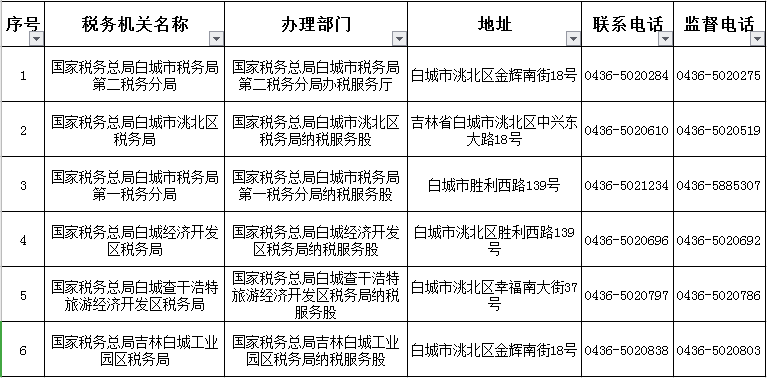 序号 税务机关名称 办理部门 地址 联系电话 监督电话
1 国家税务总局白城市税务局 国家税务总局白城市税务局 白城市洮北区金辉南街18号 0436-5020284 0436-5020275
第二税务分局 第二税务分局办税服务厅
2 国家税务总局白城市洮北区 国家税务总局白城市洮北区 吉林省白城市洮北区中兴东 0436-5020610 0436-5020519
税务局 税务局纳税服务股 大路18号
3 国家税务总局白城市税务局 国家税务总局白城市税务局 白城市胜利西路139号 0436-5021234 0436-5885307
第一税务分局 第一税务分局纳税服务股
4 国家税务总局白城经济开发 国家税务总局白城经济开发 白城市洮北区胜利西路139 0436-5020696 0436-5020692
区税务局 区税务局纳税服务股 号
5 国家税务总局白城查干浩特 国家税务总局白城查干浩特 白城市洮北区幸福南大街37 0436-5020797 0436-5020786
旅游经济开发区税务局 旅游经济开发区税务局纳税 号
服务股
6 国家税务总局吉林白城工业 国家税务总局吉林白城工业 白城市洮北区金辉南街18号 0436-5020838 0436-5020803
园区税务局 园区税务局纳税服务股